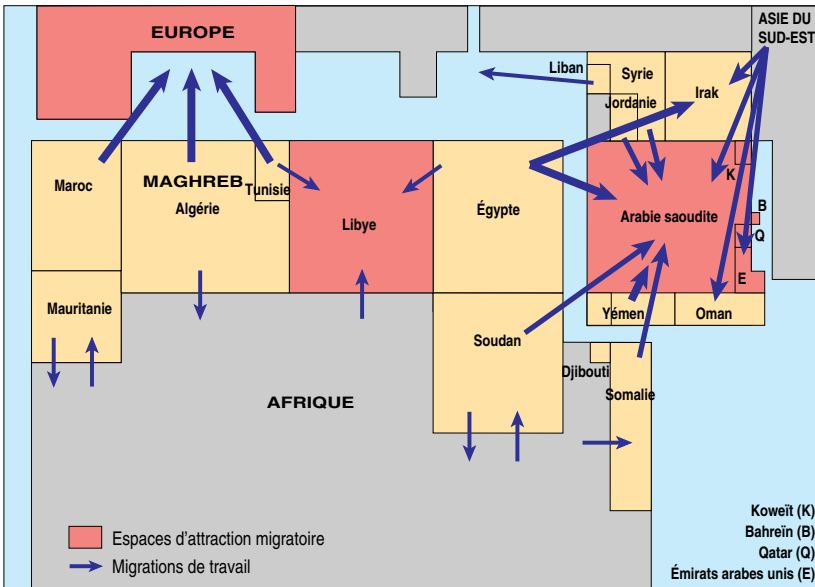 EUROPE
ASIE DU
SUD-EST
Liban
Syrie
Irak
Jordanie
Maroc
MAGHREB
Tunisie
Algérie
Libye
Égypte
Arabie saoudite
K
B
Q
E
Mauritanie
Soudan
Yémen
Oman
Djibouti
Somalie
AFRIQUE
Espaces d'attraction migratoire
Migrations de travail
Koweït (K)
Bahreïn (B)
Qatar (Q)
Émirats arabes unis (E)